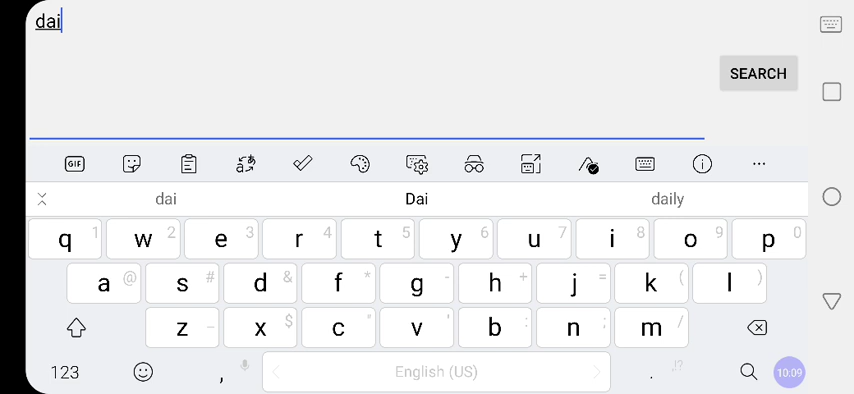 dai
SEARCH
GIF
dai Dai daily
q 1 w 2 e 3 r 4 t 5 y 6 u 7 i 8 o 9 p 0
a @ s # d & f * g - h + j = k ( l )
z _ x $ c " v ' b : n ; m /
123 , English (US) . .!? 10:09